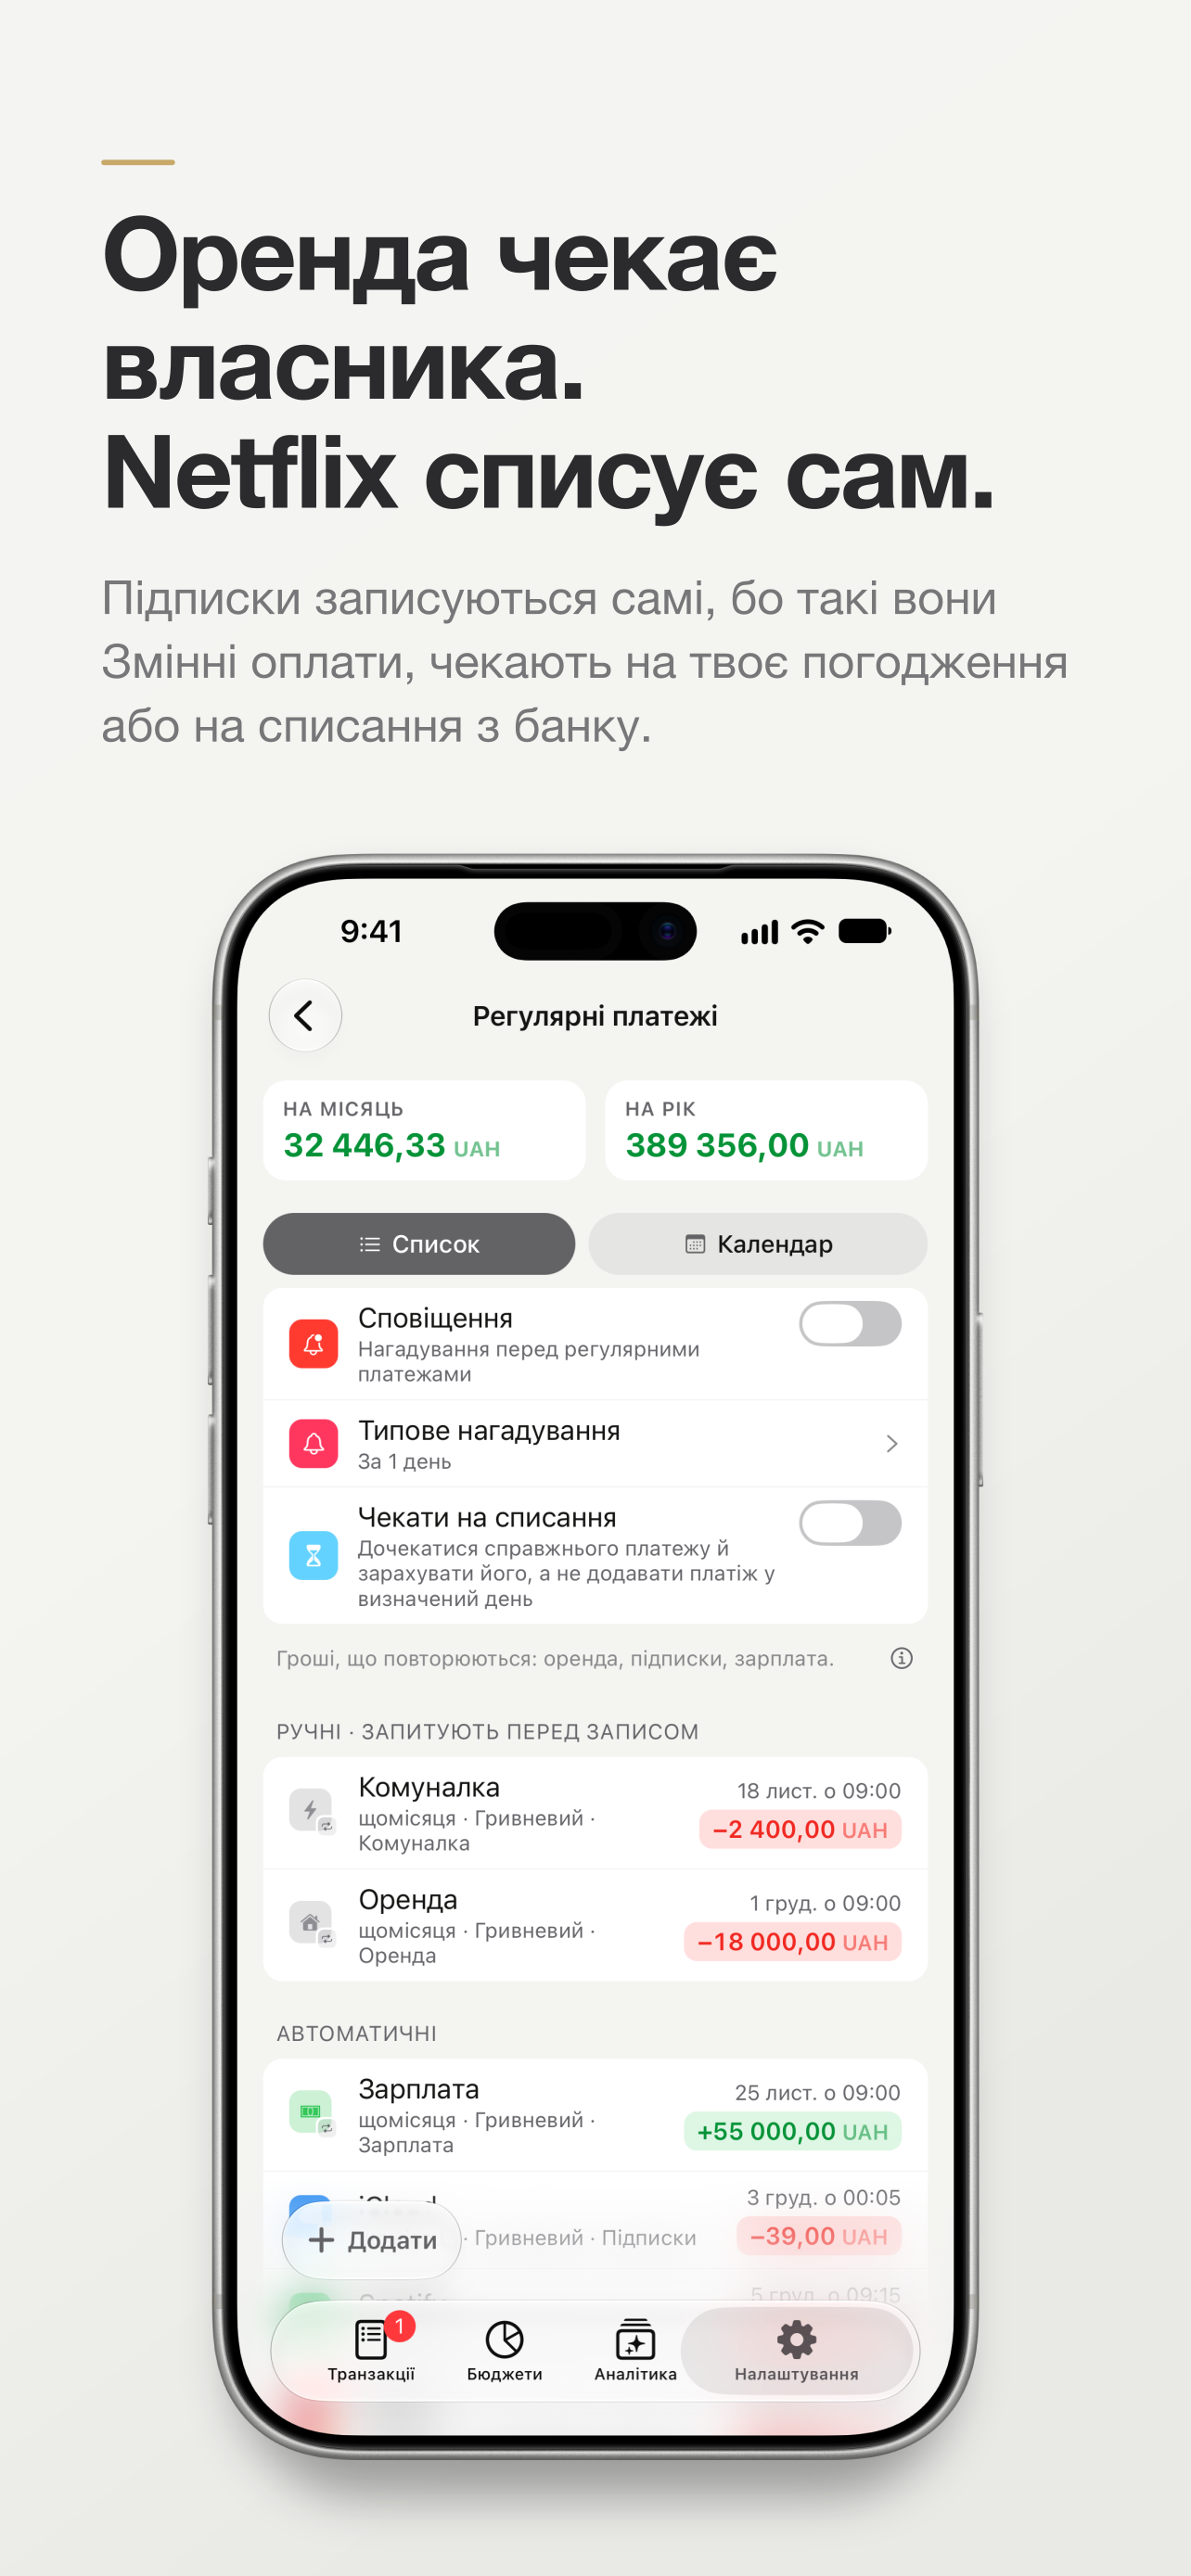 Оренда чекає
власника.
Netflix списує сам.
Підписки записуються самі, бо такі вони
Змінні оплати, чекають на твоє погодження
або на списання з банку.
9:41
Регулярні платежі
НА МІСЯЦЬ
32 446,33 UAH
НА РІК
389 356,00 UAH
Список
Календар
Сповіщення
Нагадування перед регулярними
платежами
Типове нагадування
За 1 день
Чекати на списання
Дочекатися справжнього платежу й
зарахувати його, а не додавати платіж у
визначений день
Гроші, що повторюються: оренда, підписки, зарплата.
РУЧНІ · ЗАПИТУЮТЬ ПЕРЕД ЗАПИСОМ
Комуналка
щомісяця · Гривневий ·
Комуналка
18 лист. о 09:00
−2 400,00 UAH
Оренда
щомісяця · Гривневий ·
Оренда
1 груд. о 09:00
−18 000,00 UAH
АВТОМАТИЧНІ
Зарплата
щомісяця · Гривневий ·
Зарплата
25 лист. о 09:00
+55 000,00 UAH
3 груд. о 00:05
· Гривневий · Підписки
−39,00 UAH
Додати
5 груд. о 09:15
1
Транзакції
Бюджети
Аналітика
Налаштування